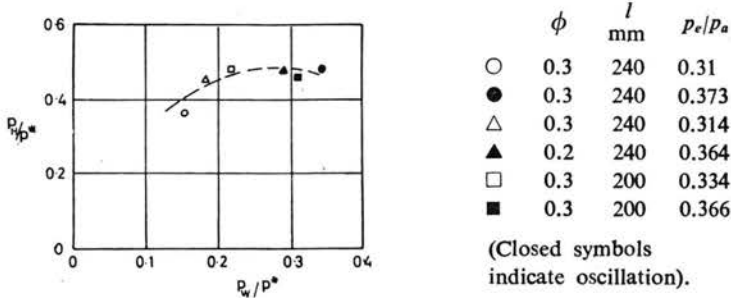 0·6
0·4
0·2
0
P_H/P*
0 0·1 0·2 0·3 0·4
P_W/P*
ϕ l p_e/p_a
mm
○ 0.3 240 0.31
● 0.3 240 0.373
△ 0.3 240 0.314
▲ 0.2 240 0.364
□ 0.3 200 0.334
■ 0.3 200 0.366
(Closed symbols
indicate oscillation).